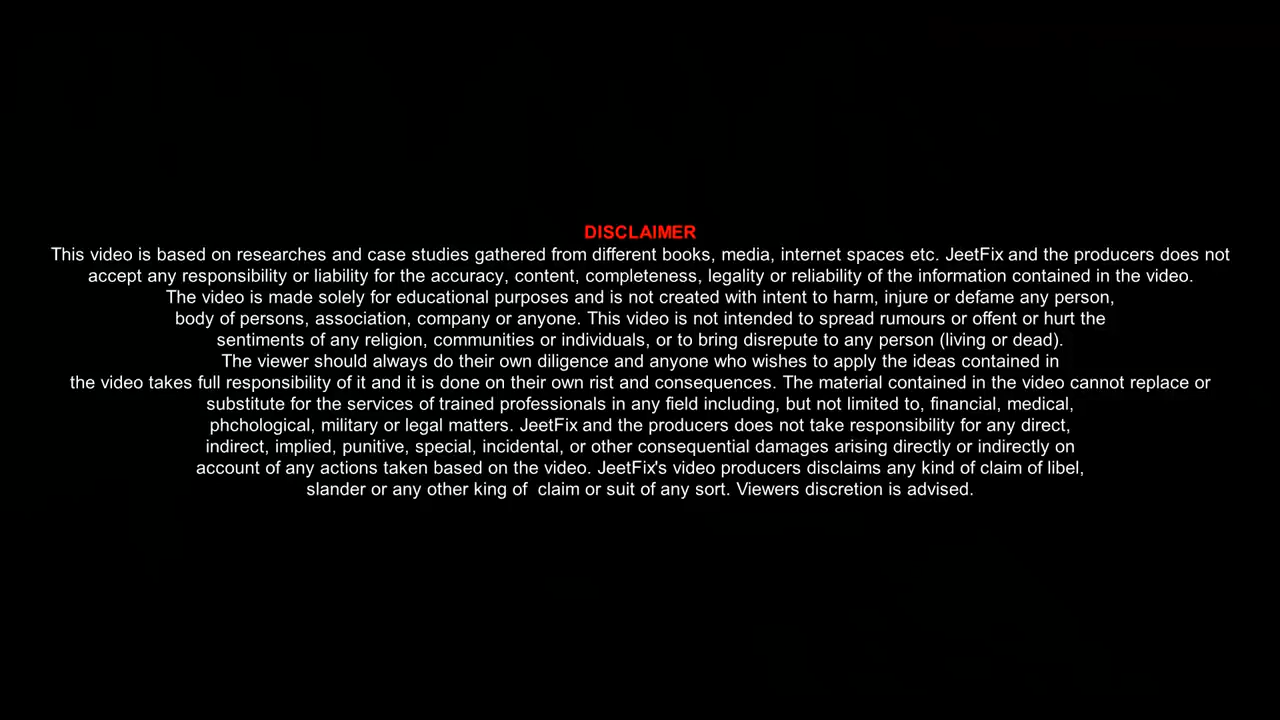 DISCLAIMER
This video is based on researches and case studies gathered from different books, media, internet spaces etc. JeetFix and the producers does not
accept any responsibility or liability for the accuracy, content, completeness, legality or reliability of the information contained in the video.
The video is made solely for educational purposes and is not created with intent to harm, injure or defame any person,
body of persons, association, company or anyone. This video is not intended to spread rumours or offent or hurt the
sentiments of any religion, communities or individuals, or to bring disrepute to any person (living or dead).
The viewer should always do their own diligence and anyone who wishes to apply the ideas contained in
the video takes full responsibility of it and it is done on their own rist and consequences. The material contained in the video cannot replace or
substitute for the services of trained professionals in any field including, but not limited to, financial, medical,
phchological, military or legal matters. JeetFix and the producers does not take responsibility for any direct,
indirect, implied, punitive, special, incidental, or other consequential damages arising directly or indirectly on
account of any actions taken based on the video. JeetFix's video producers disclaims any kind of claim of libel,
slander or any other king of  claim or suit of any sort. Viewers discretion is advised.